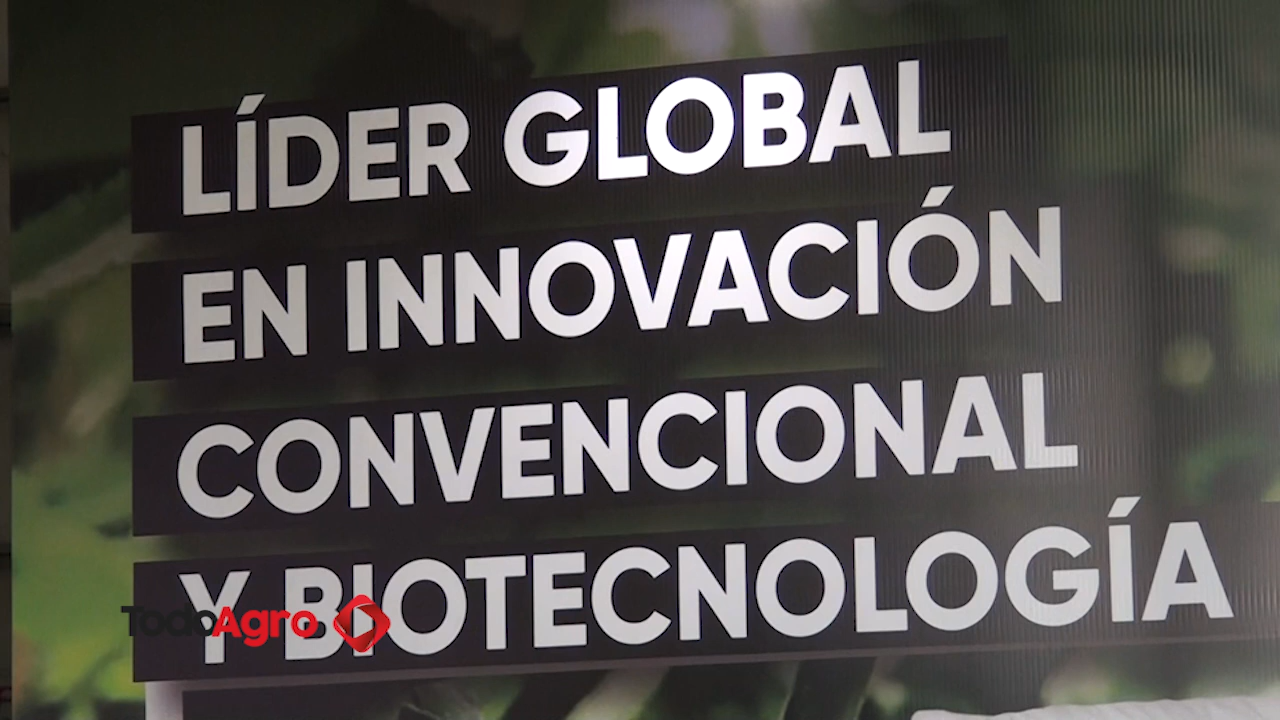 LÍDER GLOBAL
EN INNOVACIÓN
CONVENCIONAL
Y BIOTECNOLOGÍA
TodoAgro